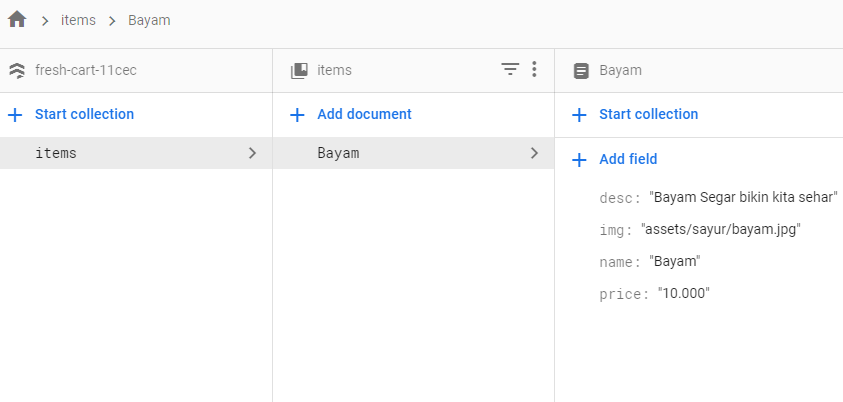 items Bayam
fresh-cart-11cec
items
Bayam
Start collection
Add document
Start collection
items
Bayam
Add field
desc: "Bayam Segar bikin kita sehar"
img: "assets/sayur/bayam.jpg"
name: "Bayam"
price: "10.000"